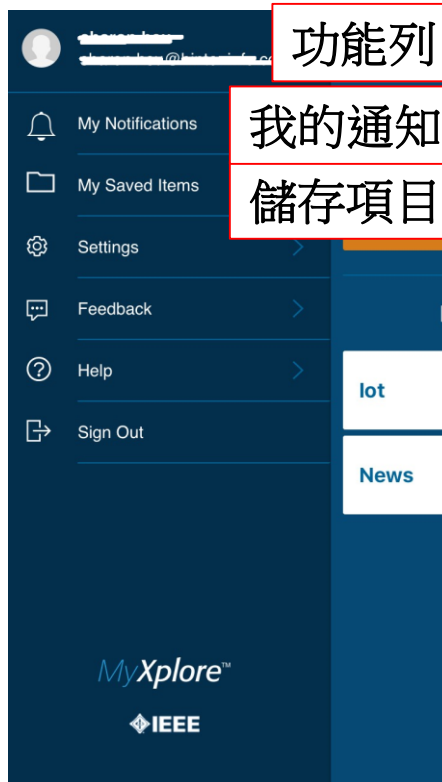 功能列
My Notifications
我的通知
My Saved Items
儲存項目
Settings
Feedback
Help
Iot
Sign Out
News
MyXplore™
IEEE